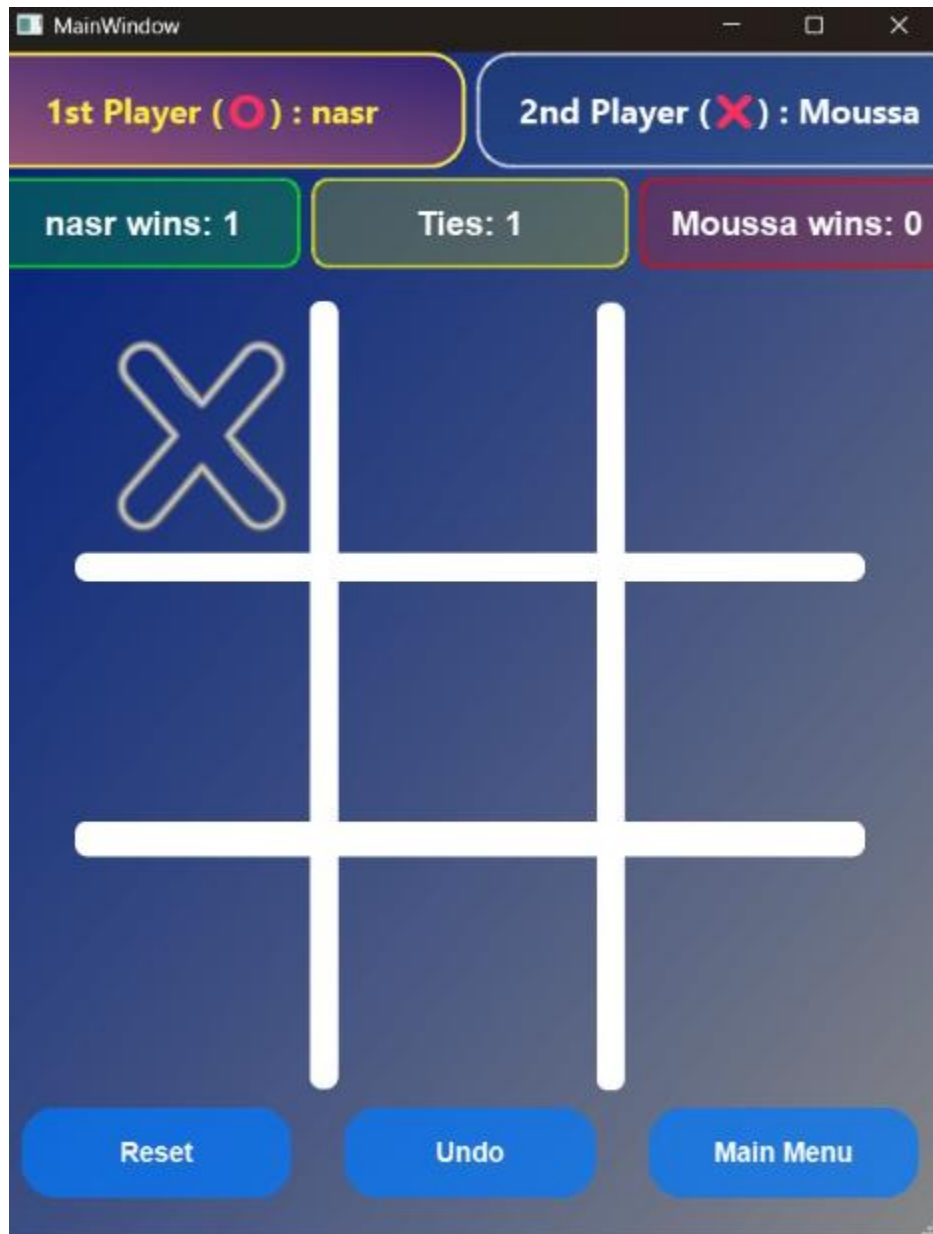 MainWindow
1st Player (⭕) : nasr
2nd Player (❌) : Moussa
nasr wins: 1
Ties: 1
Moussa wins: 0
Reset
Undo
Main Menu